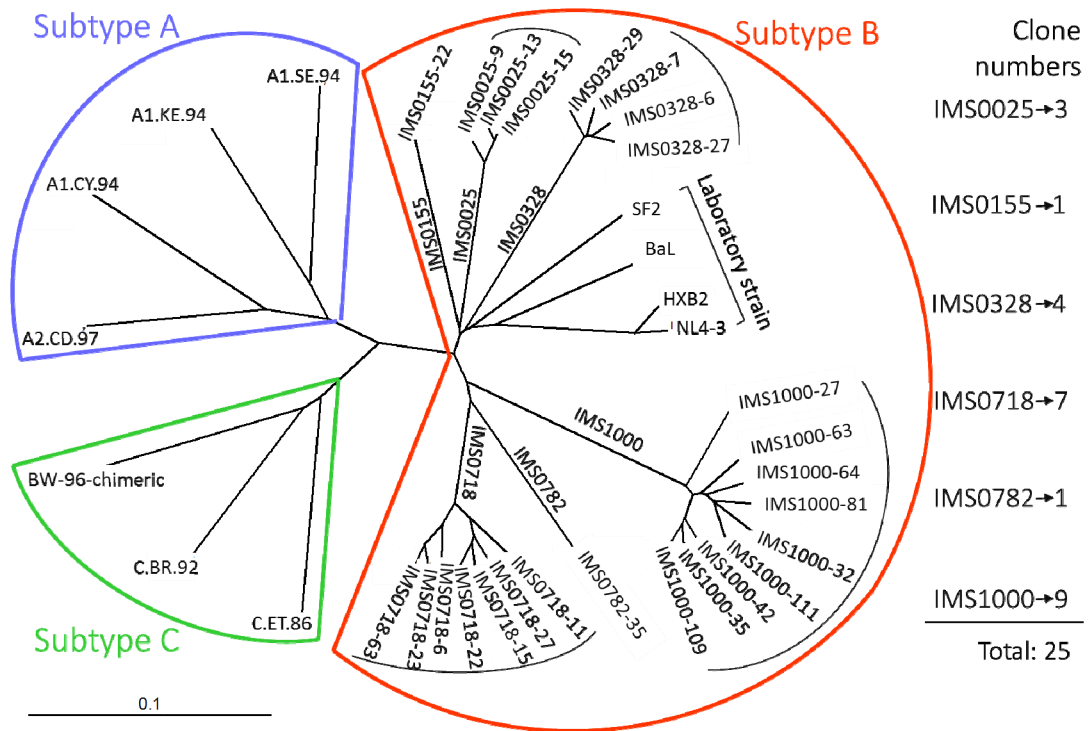 Subtype A
Subtype B
Clone
numbers
A1.SE.94
A1.KE.94
A1.CY.94
A2.CD.97
IMS0155-22
IMS0025-9
IMS0025-13
IMS0025-15
IMS0328-29
IMS0328-7
IMS0328-6
IMS0328-27
IMS0155
IMS0025
IMS0328
SF2
BaL
HXB2
NL4-3
Laboratory strain
IMS0025→3
IMS0155→1
IMS0328→4
IMS0718→7
IMS0782→1
IMS1000→9
Total: 25
IMS1000
IMS0718
IMS0782
IMS1000-27
IMS1000-63
IMS1000-64
IMS1000-81
IMS1000-32
IMS1000-111
IMS1000-42
IMS1000-35
IMS1000-109
IMS0782-35
IMS0718-11
IMS0718-27
IMS0718-15
IMS0718-22
IMS0718-6
IMS0718-23
IMS0718-63
BW-96-chimeric
C.BR.92
C.ET.86
Subtype C
0.1